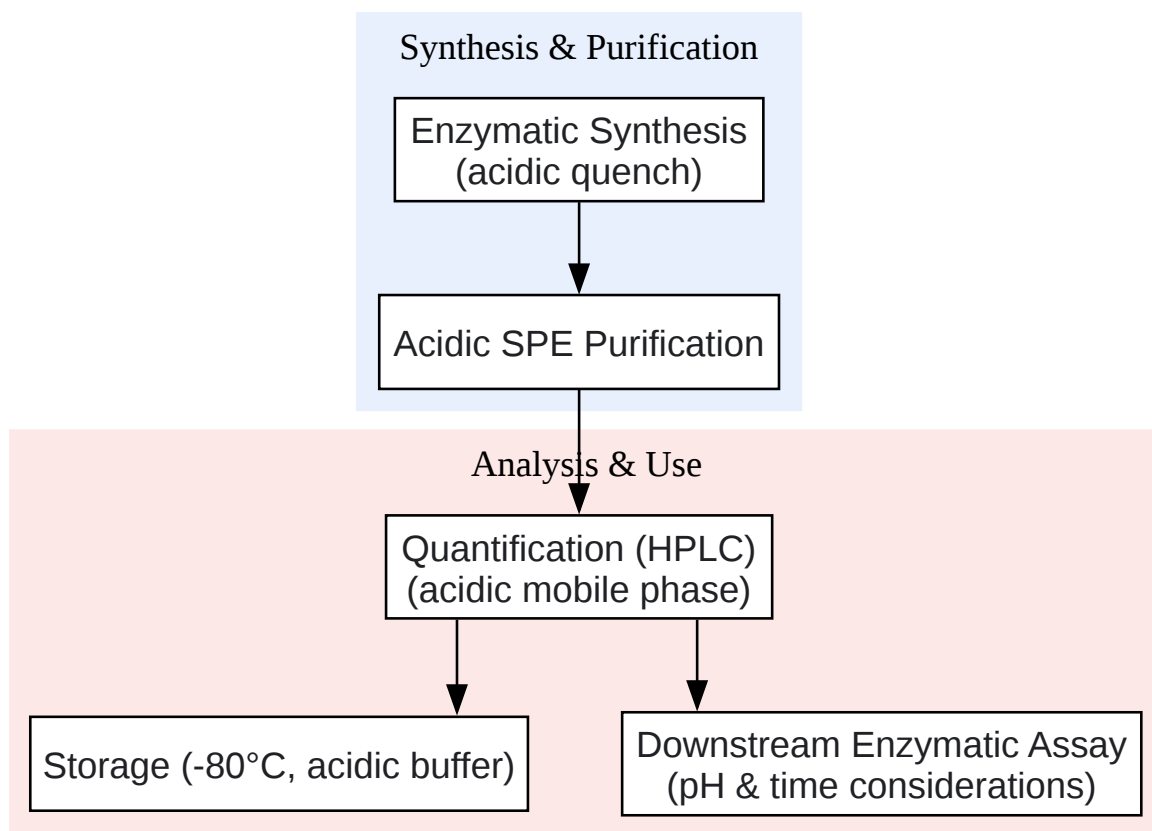 Synthesis & Purification
Enzymatic Synthesis
(acidic quench)
Acidic SPE Purification
Analysis & Use
Quantification (HPLC)
(acidic mobile phase)
Storage (-80°C, acidic buffer)
Downstream Enzymatic Assay
(pH & time considerations)